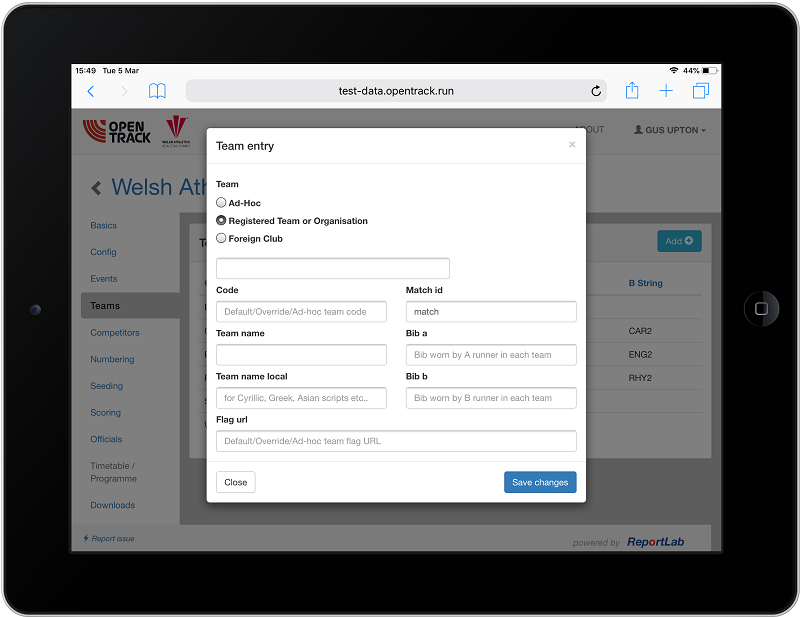 15:49 Tue 5 Mar
44%
test-data.opentrack.run
OPEN
TRACK
WELSH ATHLETICS
ABOUT
GUS UPTON
Welsh Ath
Basics
Config
Events
Teams
Competitors
Numbering
Seeding
Scoring
Officials
Timetable /
Programme
Downloads
Add
B String
CAR2
ENG2
RHY2
Team entry
×
Team
Ad-Hoc
Registered Team or Organisation
Foreign Club
Code
Match id
Default/Override/Ad-hoc team code
match
Team name
Bib a
Bib worn by A runner in each team
Team name local
Bib b
for Cyrillic, Greek, Asian scripts etc..
Bib worn by B runner in each team
Flag url
Default/Override/Ad-hoc team flag URL
Close
Save changes
Report issue
powered by ReportLab